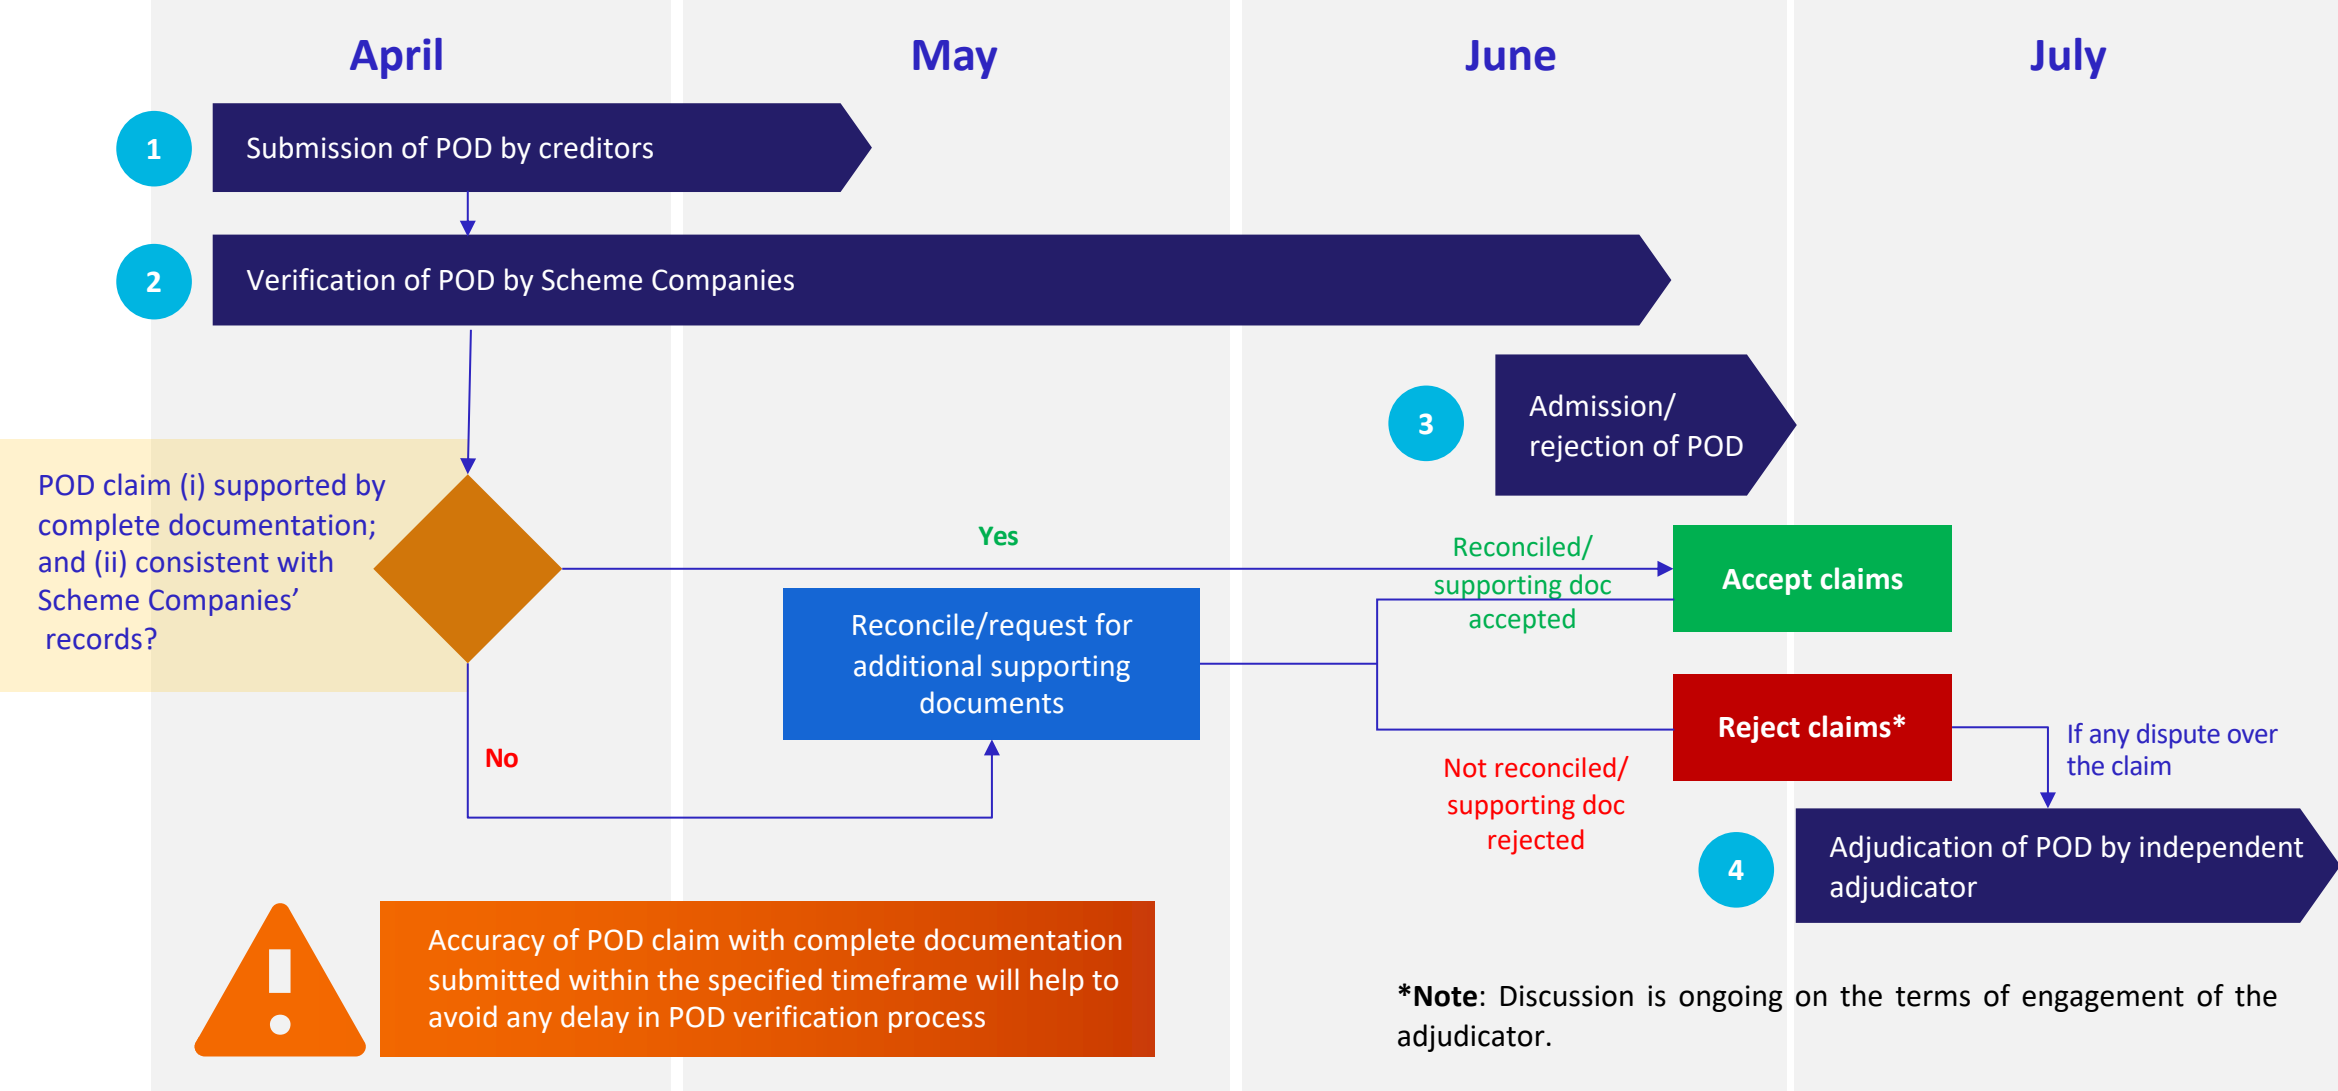 April
May
June
July
1
Submission of POD by creditors
2
Verification of POD by Scheme Companies
3
Admission/
rejection of POD
POD claim (i) supported by
complete documentation;
and (ii) consistent with
Scheme Companies’
records?
Yes
No
Reconcile/request for
additional supporting
documents
Reconciled/
supporting doc
accepted
Accept claims
Reject claims*
Not reconciled/
supporting doc
rejected
If any dispute over
the claim
4
Adjudication of POD by independent
adjudicator
Accuracy of POD claim with complete documentation
submitted within the specified timeframe will help to
avoid any delay in POD verification process
*Note: Discussion is ongoing on the terms of engagement of the
adjudicator.